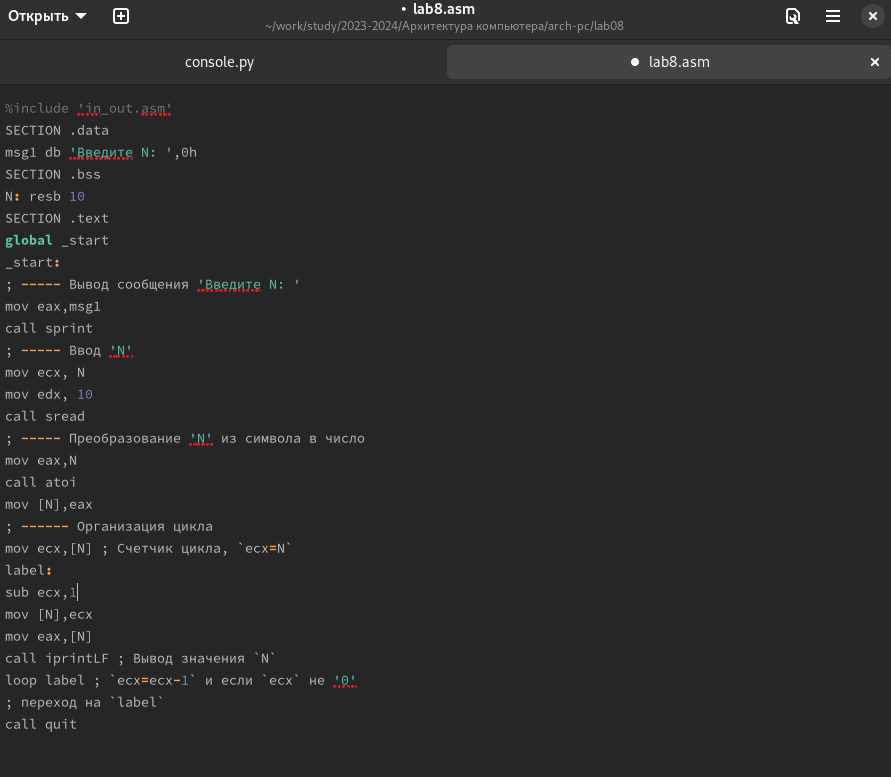 Открыть
• lab8.asm
~/work/study/2023-2024/Архитектура компьютера/arch-pc/lab08
console.py
● lab8.asm
%include 'in_out.asm'
SECTION .data
msg1 db 'Введите N: ',0h
SECTION .bss
N: resb 10
SECTION .text
global _start
_start:
; ----- Вывод сообщения 'Введите N: '
mov eax,msg1
call sprint
; ----- Ввод 'N'
mov ecx, N
mov edx, 10
call sread
; ----- Преобразование 'N' из символа в число
mov eax,N
call atoi
mov [N],eax
; ------ Организация цикла
mov ecx,[N] ; Счетчик цикла, `ecx=N`
label:
sub ecx,1
mov [N],ecx
mov eax,[N]
call iprintLF ; Вывод значения `N`
loop label ; `ecx=ecx-1` и если `ecx` не '0'
; переход на `label`
call quit